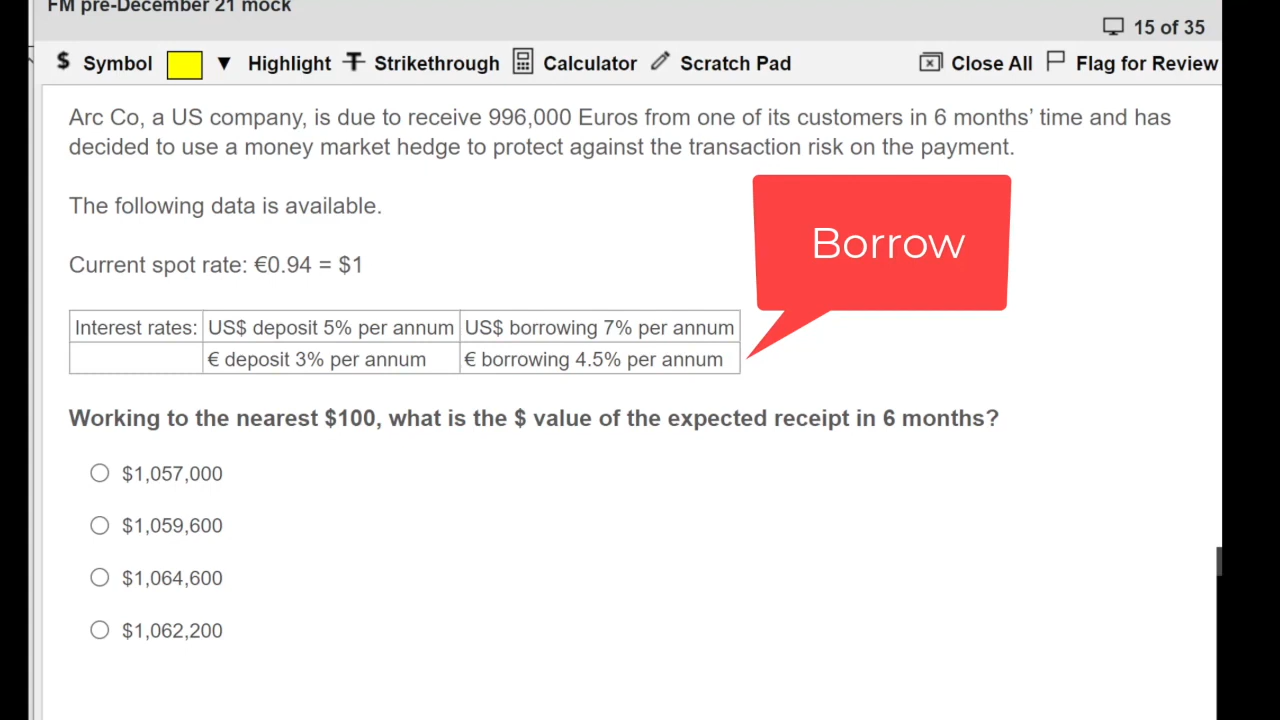 FM pre-December 21 mock
15 of 35
$ Symbol ▼ Highlight T Strikethrough Calculator Scratch Pad Close All Flag for Review
Arc Co, a US company, is due to receive 996,000 Euros from one of its customers in 6 months’ time and has
decided to use a money market hedge to protect against the transaction risk on the payment.
The following data is available.
Borrow
Current spot rate: €0.94 = $1
Interest rates: US$ deposit 5% per annum US$ borrowing 7% per annum
€ deposit 3% per annum € borrowing 4.5% per annum
Working to the nearest $100, what is the $ value of the expected receipt in 6 months?
$1,057,000
$1,059,600
$1,064,600
$1,062,200